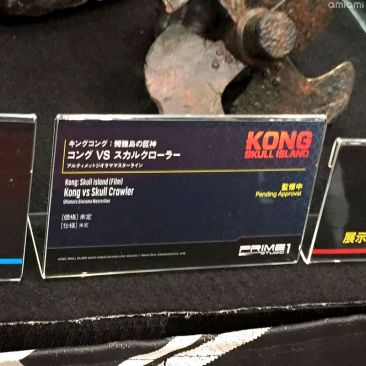 amiami
キングコング：髑髏島の巨神
コング VS スカルクローラー
アルティメットジオラママスターライン
KONG
SKULL ISLAND
Kong: Skull Island (Film)
Kong vs Skull Crawler
Ultimate Diorama Masterline
監修中
Pending Approval
[価格] 未定
[仕様] 未定
PRIME 1
STUDIO
展示